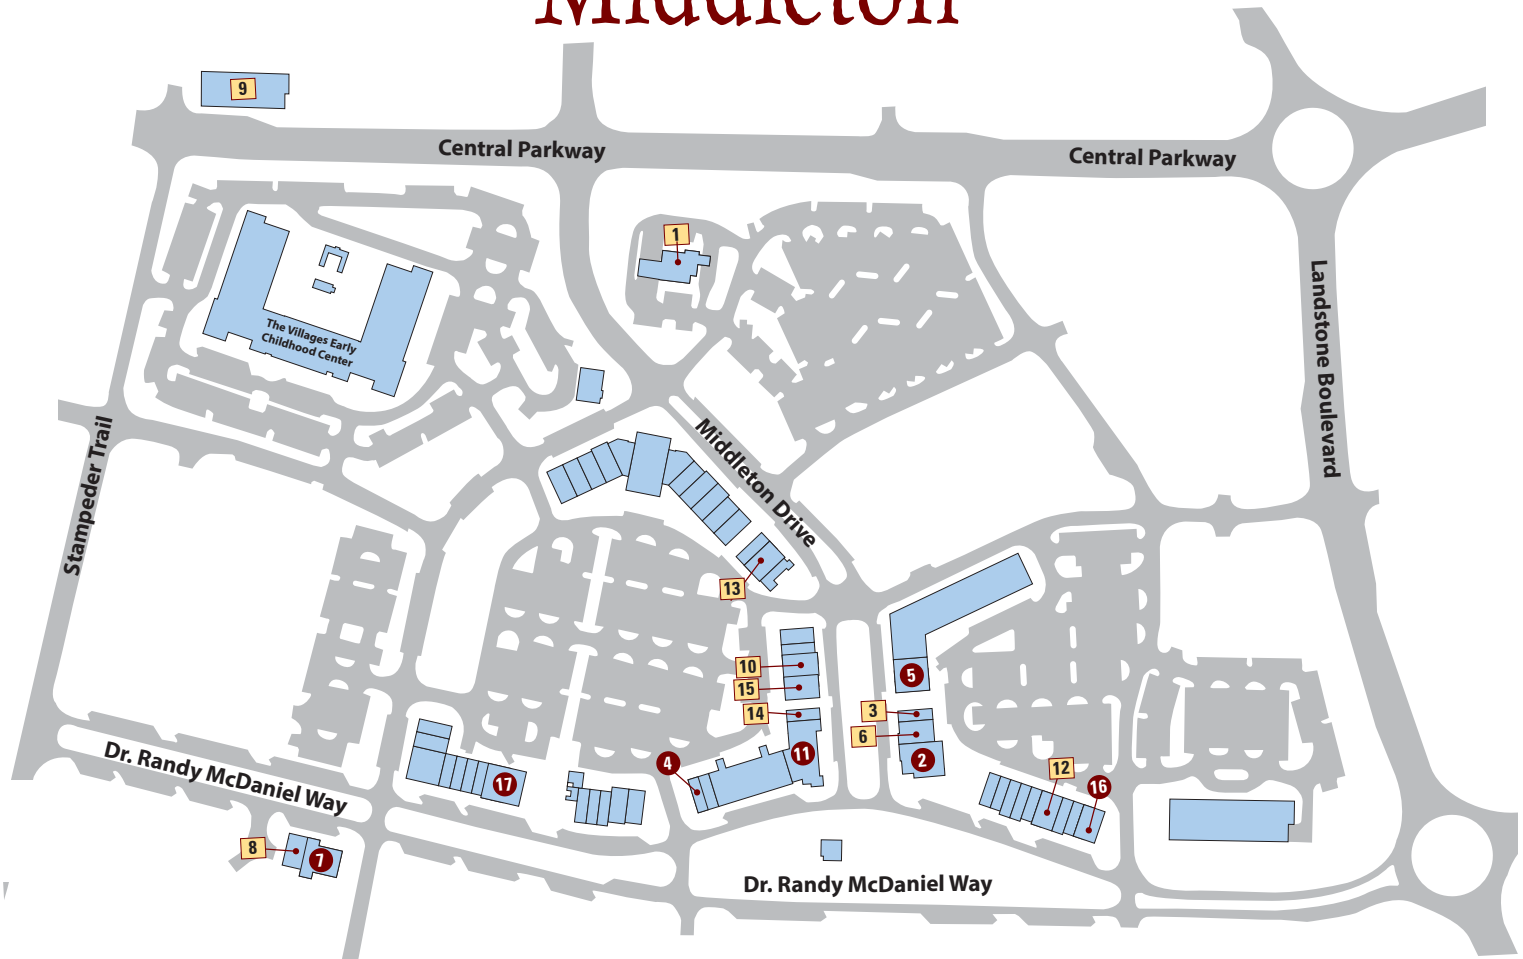 Middleton
9
Central Parkway
Central Parkway
1
The Villages Early
Childhood Center
Landstone Boulevard
Middleton Drive
Stampeder Trail
13
10
15
14
5
3
6
2
4
11
12
16
17
Dr. Randy McDaniel Way
8
7
Dr. Randy McDaniel Way